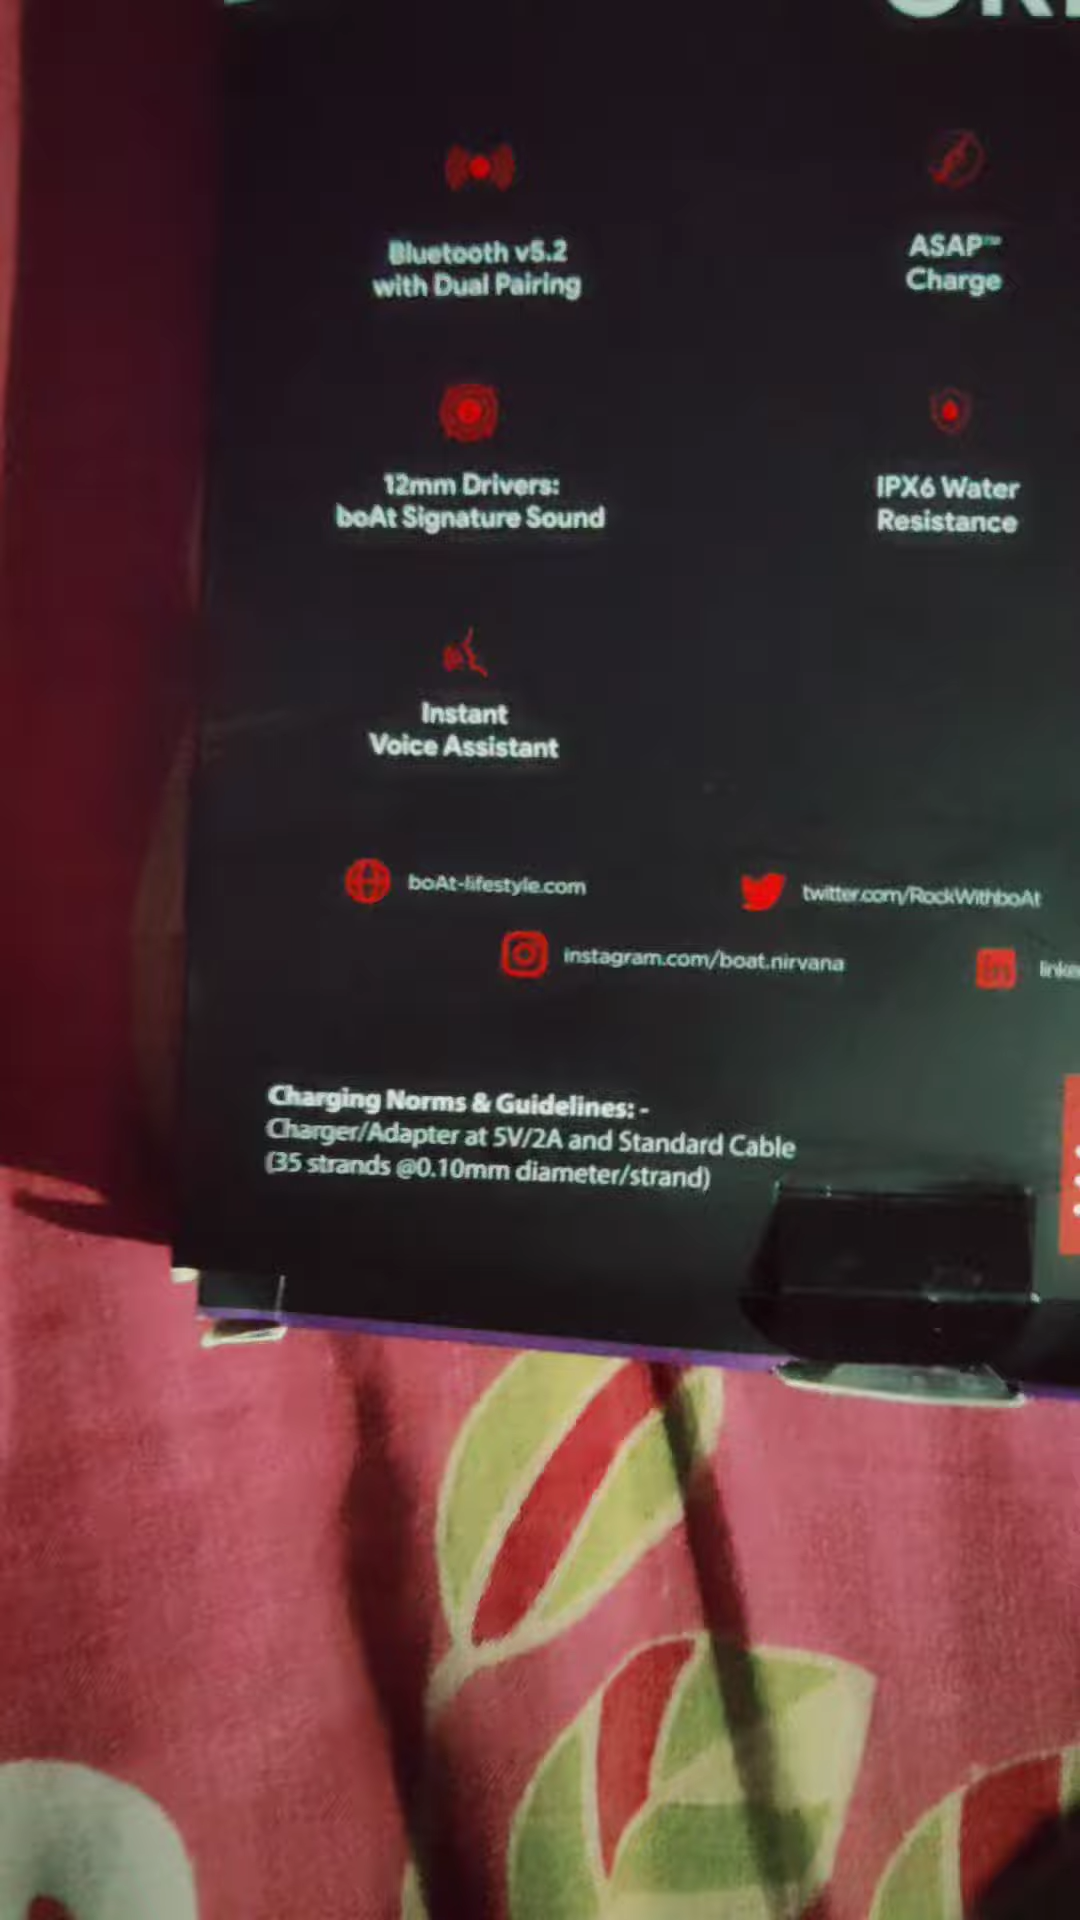 Bluetooth v5.2
with Dual Pairing
ASAP™
Charge
12mm Drivers:
boAt Signature Sound
IPX6 Water
Resistance
Instant
Voice Assistant
boAt-lifestyle.com
twitter.com/RockWithboAt
instagram.com/boat.nirvana
in
Charging Norms & Guidelines: -
Charger/Adapter at 5V/2A and Standard Cable
(35 strands @0.10mm diameter/strand)